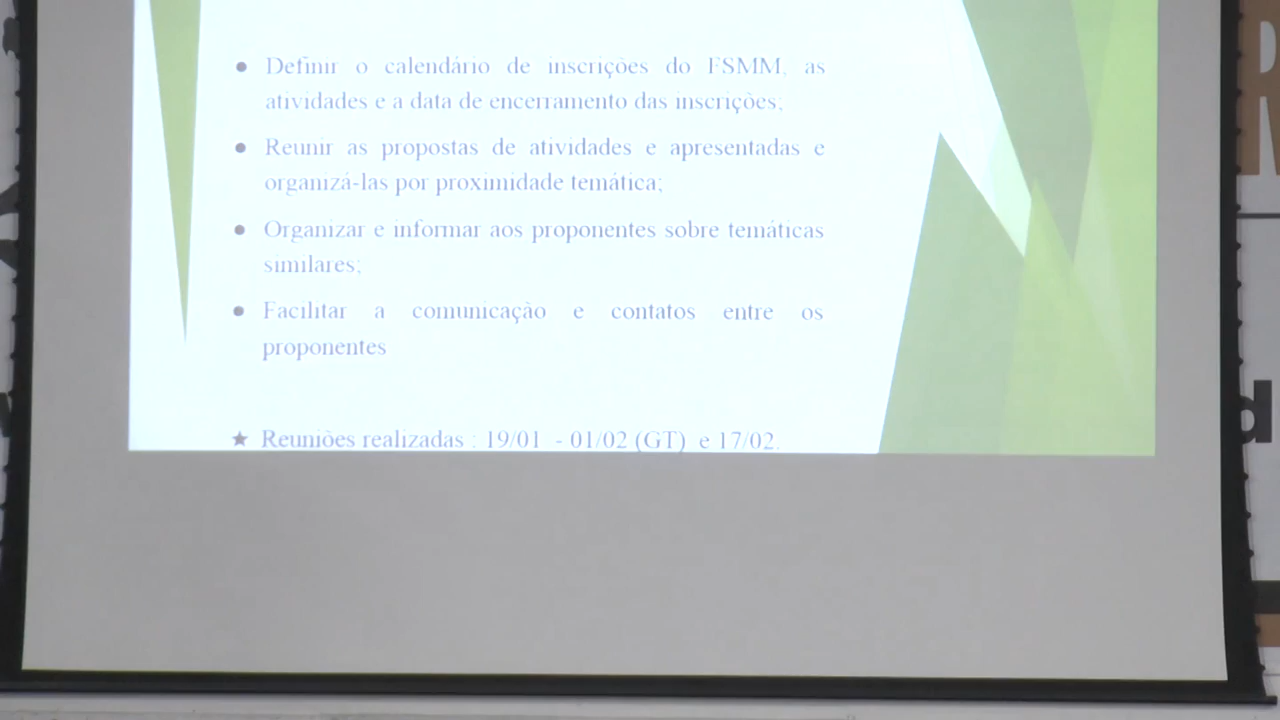 ● Definir o calendário de inscrições do FSMM, as
atividades e a data de encerramento das inscrições;
● Reunir as propostas de atividades e apresentadas e
organizá-las por proximidade temática;
● Organizar e informar aos proponentes sobre temáticas
similares;
● Facilitar a comunicação e contatos entre os
proponentes
★ Reuniões realizadas : 19/01 - 01/02 (GT) e 17/02.
d